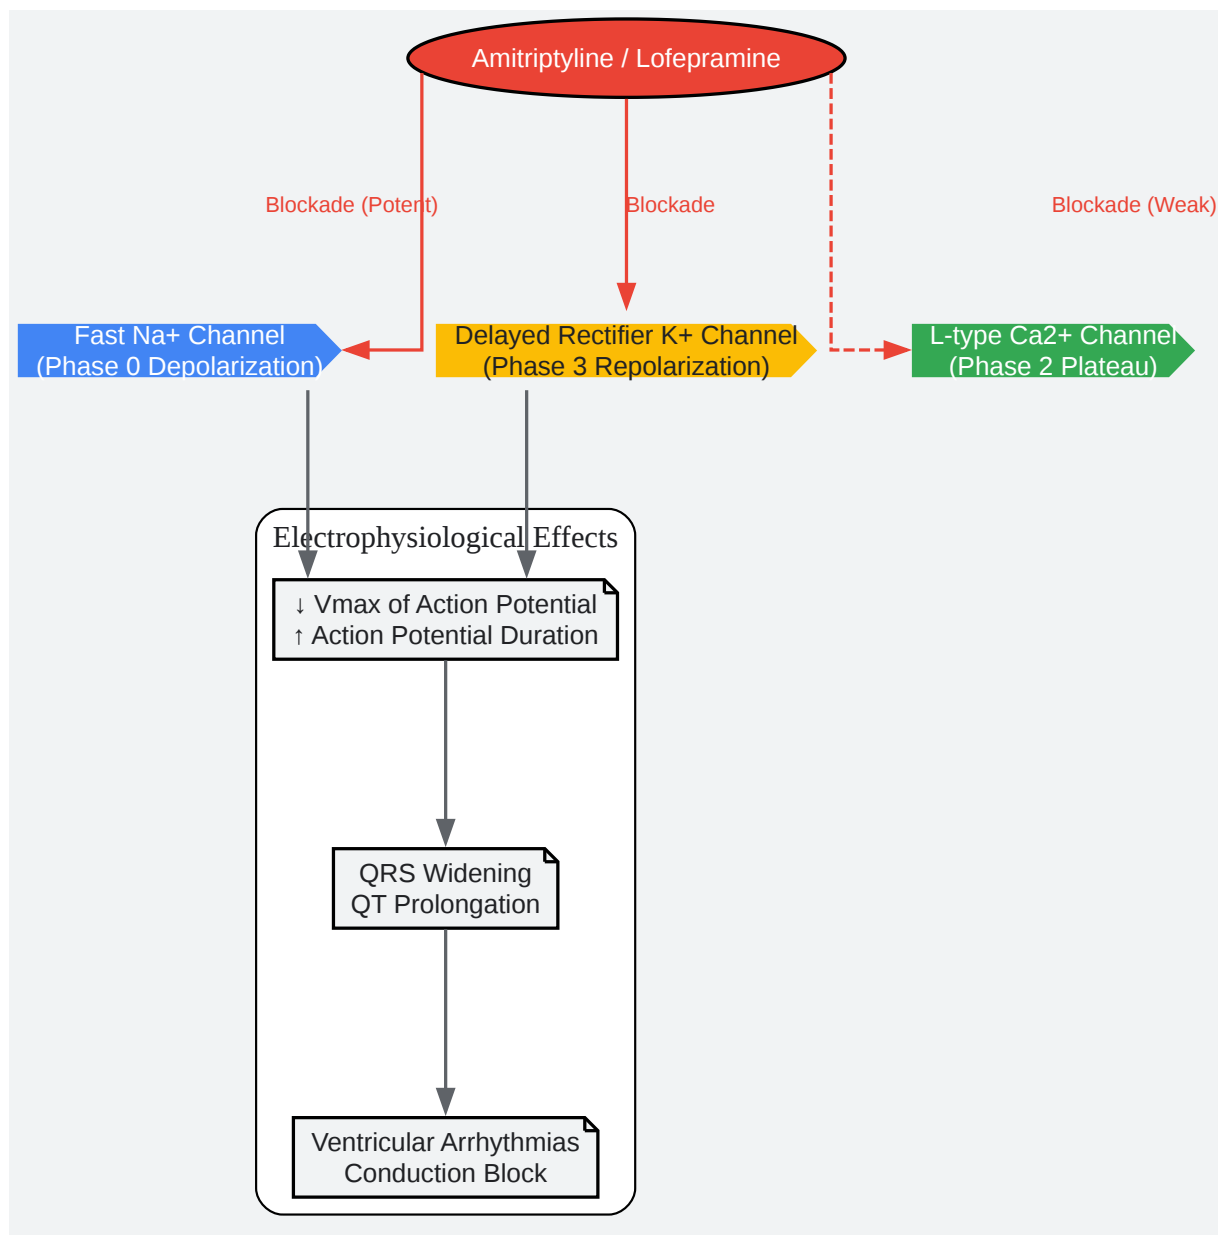 Amitriptyline / Lofepramine
Blockade (Potent)
Blockade
Blockade (Weak)
Fast Na+ Channel
(Phase 0 Depolarization)
Delayed Rectifier K+ Channel
(Phase 3 Repolarization)
L-type Ca2+ Channel
(Phase 2 Plateau)
Electrophysiological Effects
↓ Vmax of Action Potential
↑ Action Potential Duration
QRS Widening
QT Prolongation
Ventricular Arrhythmias
Conduction Block